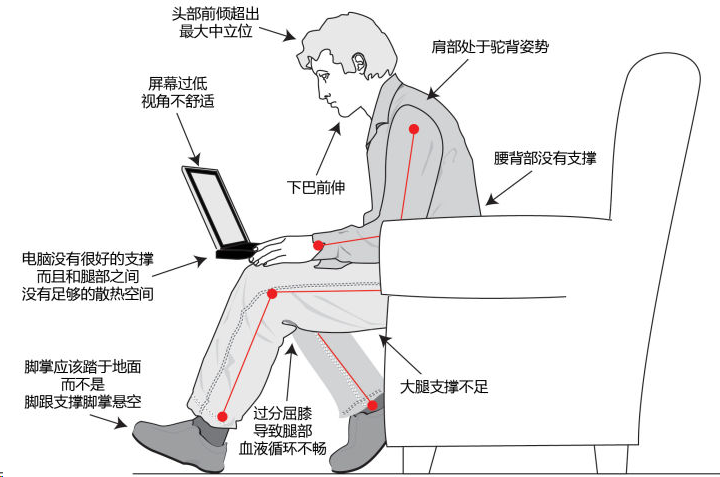 头部前倾超出
最大中立位
肩部处于驼背姿势
屏幕过低
视角不舒适
下巴前伸
腰背部没有支撑
电脑没有很好的支撑
而且和腿部之间
没有足够的散热空间
脚掌应该踏于地面
而不是
脚跟支撑脚掌悬空
过分屈膝
导致腿部
血液循环不畅
大腿支撑不足